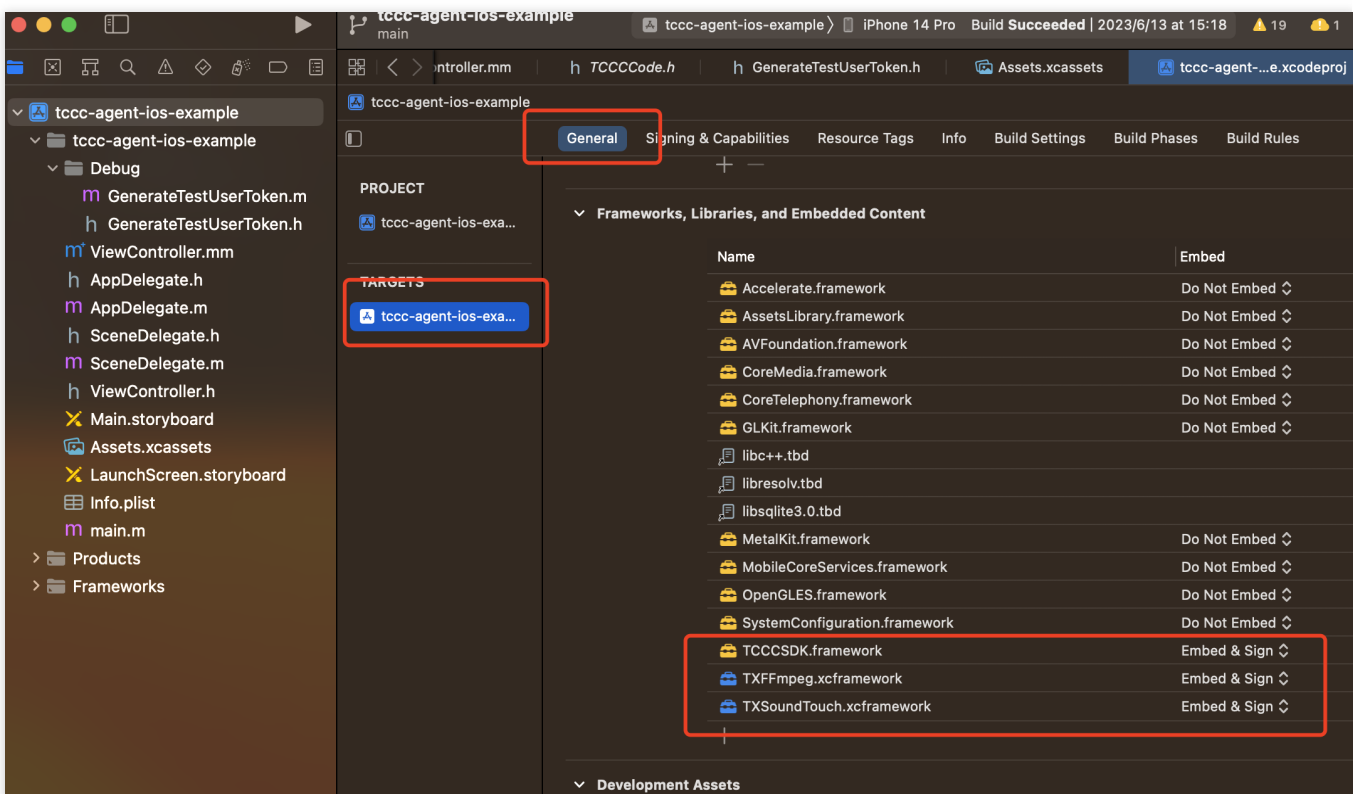 tccc-agent-ios-example
main
tccc-agent-ios-example 〉 iPhone 14 Pro Build Succeeded | 2023/6/13 at 15:18 19 1
ntroller.mm TCCCCode.h GenerateTestUserToken.h Assets.xcassets tccc-agent-...e.xcodeproj
tccc-agent-ios-example
General Signing & Capabilities Resource Tags Info Build Settings Build Phases Build Rules
tccc-agent-ios-example
tccc-agent-ios-example
Debug
m GenerateTestUserToken.m
h GenerateTestUserToken.h
m+ ViewController.mm
h AppDelegate.h
m AppDelegate.m
h SceneDelegate.h
m SceneDelegate.m
h ViewController.h
Main.storyboard
Assets.xcassets
LaunchScreen.storyboard
Info.plist
m main.m
Products
Frameworks
PROJECT
tccc-agent-ios-exa...
TARGETS
tccc-agent-ios-exa...
Frameworks, Libraries, and Embedded Content
Name Embed
Accelerate.framework Do Not Embed
AssetsLibrary.framework Do Not Embed
AVFoundation.framework Do Not Embed
CoreMedia.framework Do Not Embed
CoreTelephony.framework Do Not Embed
GLKit.framework Do Not Embed
libc++.tbd
libresolv.tbd
libsqlite3.0.tbd
MetalKit.framework Do Not Embed
MobileCoreServices.framework Do Not Embed
OpenGLES.framework Do Not Embed
SystemConfiguration.framework Do Not Embed
TCCCSDK.framework Embed & Sign
TXFFmpeg.xcframework Embed & Sign
TXSoundTouch.xcframework Embed & Sign
Development Assets